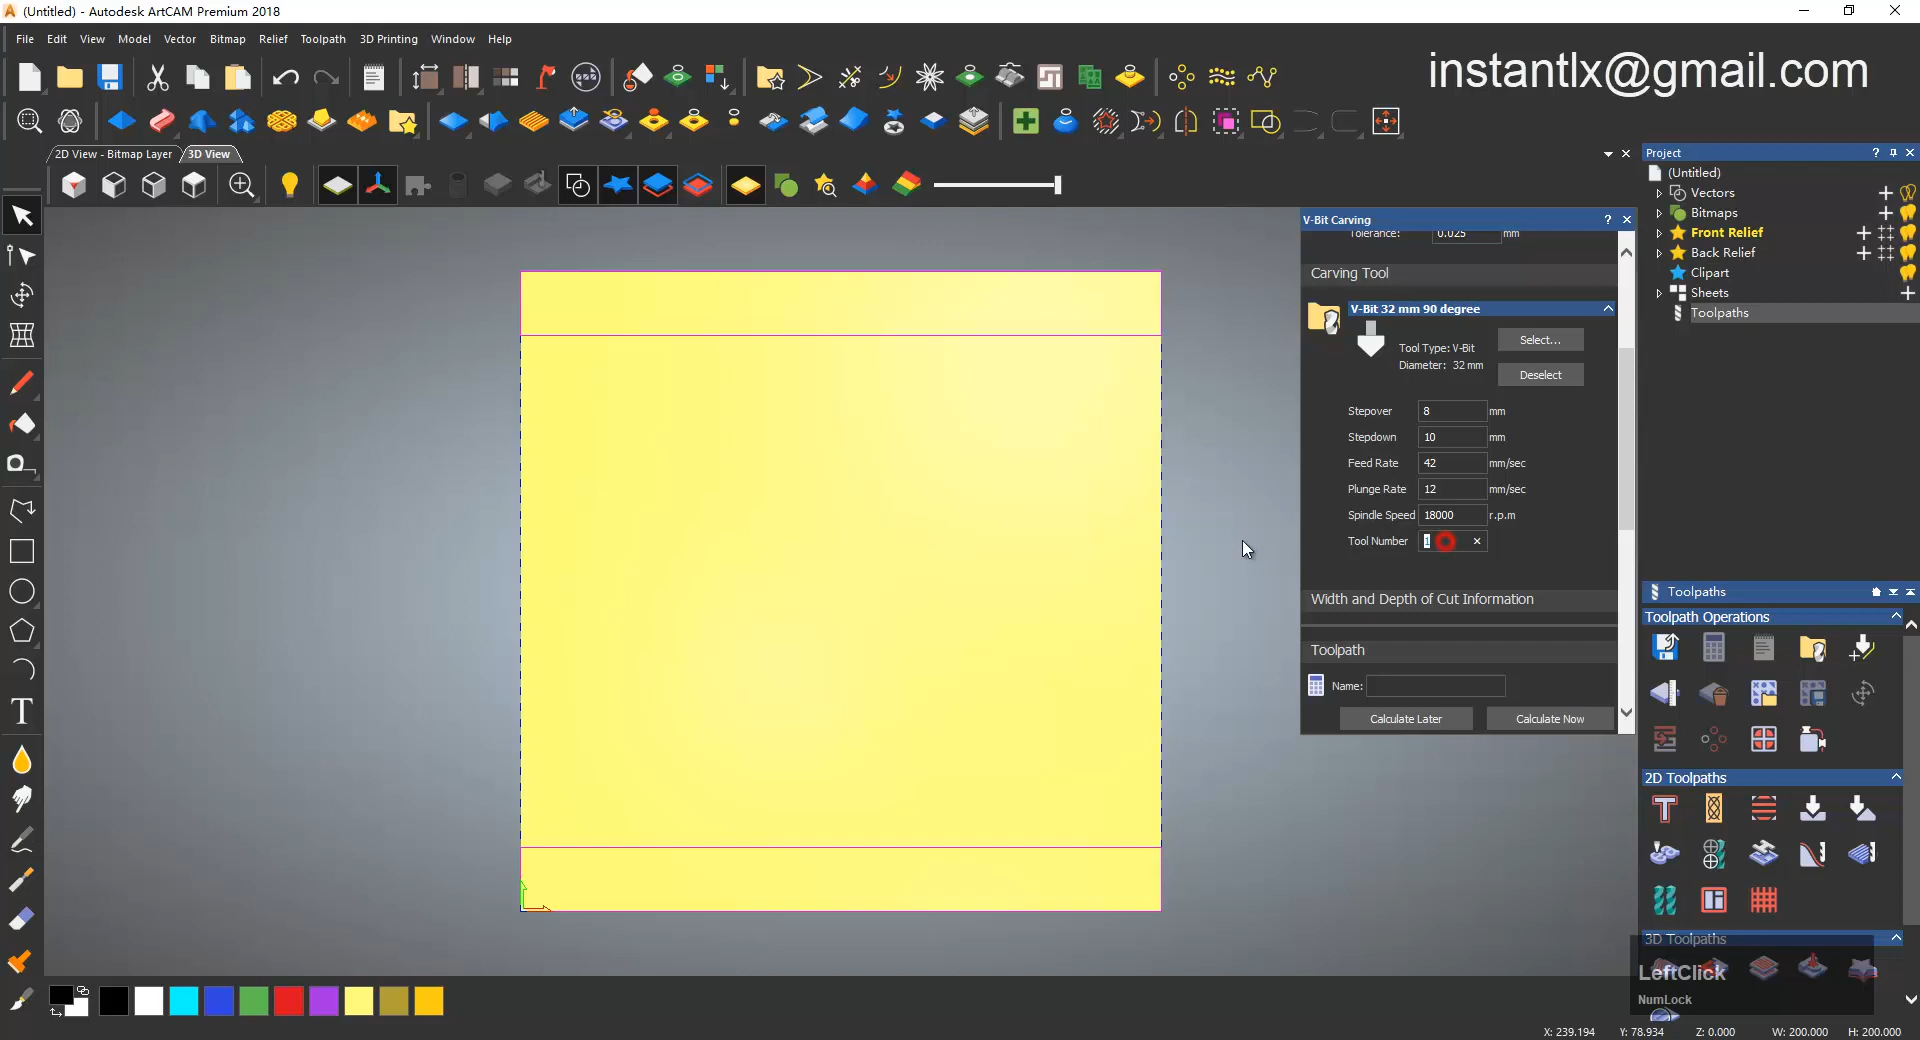 (Untitled) - Autodesk ArtCAM Premium 2018
File Edit View Model Vector Bitmap Relief Toolpath 3D Printing Window Help
instantlx@gmail.com
2D View - Bitmap Layer 3D View
Project
(Untitled)
Vectors
Bitmaps
Front Relief
Back Relief
Clipart
Sheets
Toolpaths
V-Bit Carving
Tolerance: 0.025 mm
Carving Tool
V-Bit 32 mm 90 degree
Tool Type: V-Bit
Diameter: 32 mm
Select...
Deselect
Stepover 8 mm
Stepdown 10 mm
Feed Rate 42 mm/sec
Plunge Rate 12 mm/sec
Spindle Speed 18000 r.p.m
Tool Number 1
Width and Depth of Cut Information
Toolpath
Name:
Calculate Later Calculate Now
Toolpaths
Toolpath Operations
2D Toolpaths
3D Toolpaths
LeftClick
NumLock
X: 239.194 Y: 78.934 Z: 0.000 W: 200.000 H: 200.000